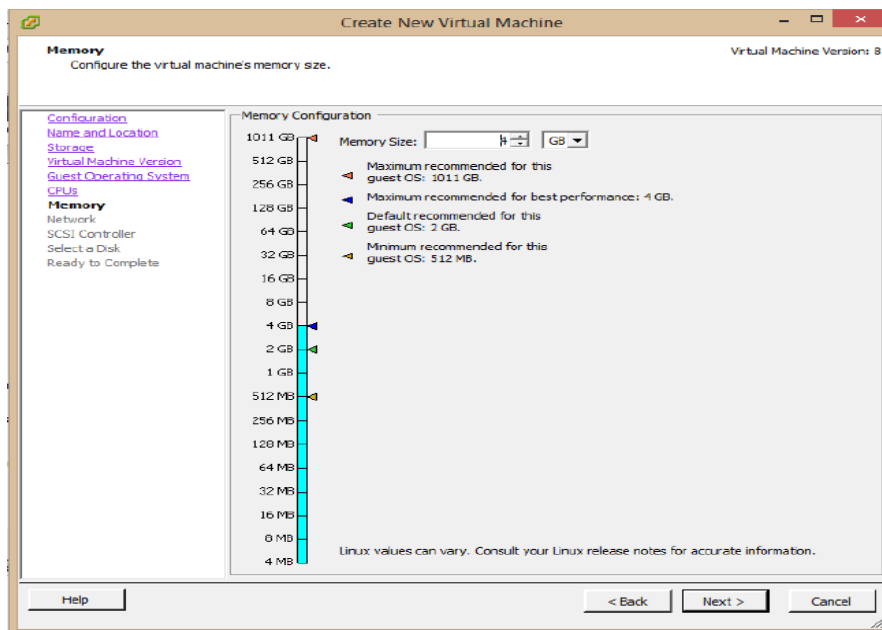 Create New Virtual Machine
Memory
Configure the virtual machine's memory size.
Virtual Machine Version: 8
Configuration
Name and Location
Storage
Virtual Machine Version
Guest Operating System
CPUs
Memory
Network
SCSI Controller
Select a Disk
Ready to Complete
Memory Configuration
1011 GB
512 GB
256 GB
128 GB
64 GB
32 GB
16 GB
8 GB
4 GB
2 GB
1 GB
512 MB
256 MB
128 MB
64 MB
32 MB
16 MB
8 MB
4 MB
Memory Size: 4 GB
Maximum recommended for this
guest OS: 1011 GB.
Maximum recommended for best performance: 4 GB.
Default recommended for this
guest OS: 2 GB.
Minimum recommended for this
guest OS: 512 MB.
Linux values can vary. Consult your Linux release notes for accurate information.
Help
< Back
Next >
Cancel